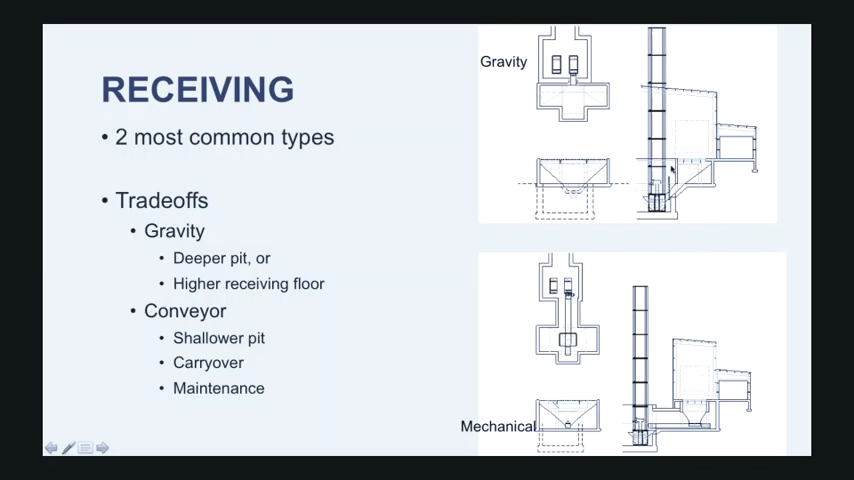 RECEIVING
• 2 most common types
• Tradeoffs
• Gravity
• Deeper pit, or
• Higher receiving floor
• Conveyor
• Shallower pit
• Carryover
• Maintenance
Gravity
Mechanical